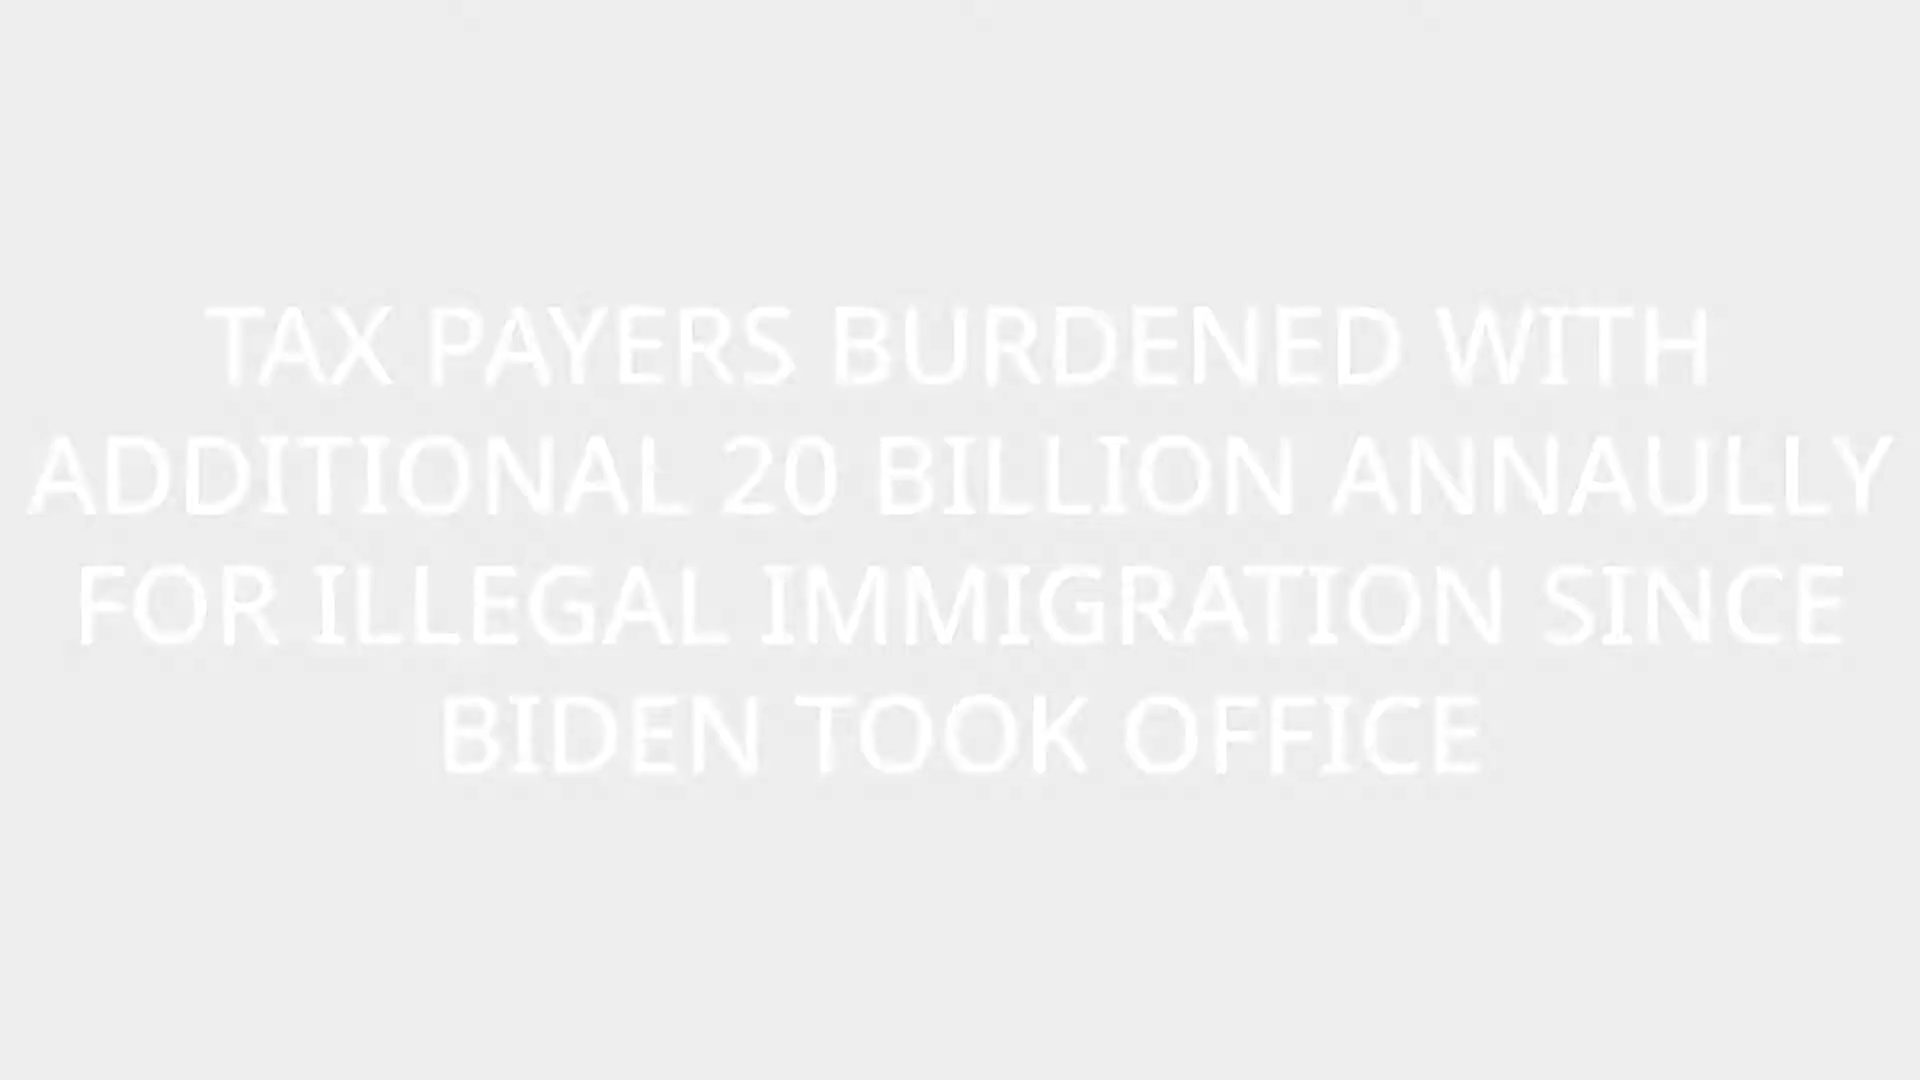 TAX PAYERS BURDENED WITH
ADDITIONAL 20 BILLION ANNAULLY
FOR ILLEGAL IMMIGRATION SINCE
BIDEN TOOK OFFICE